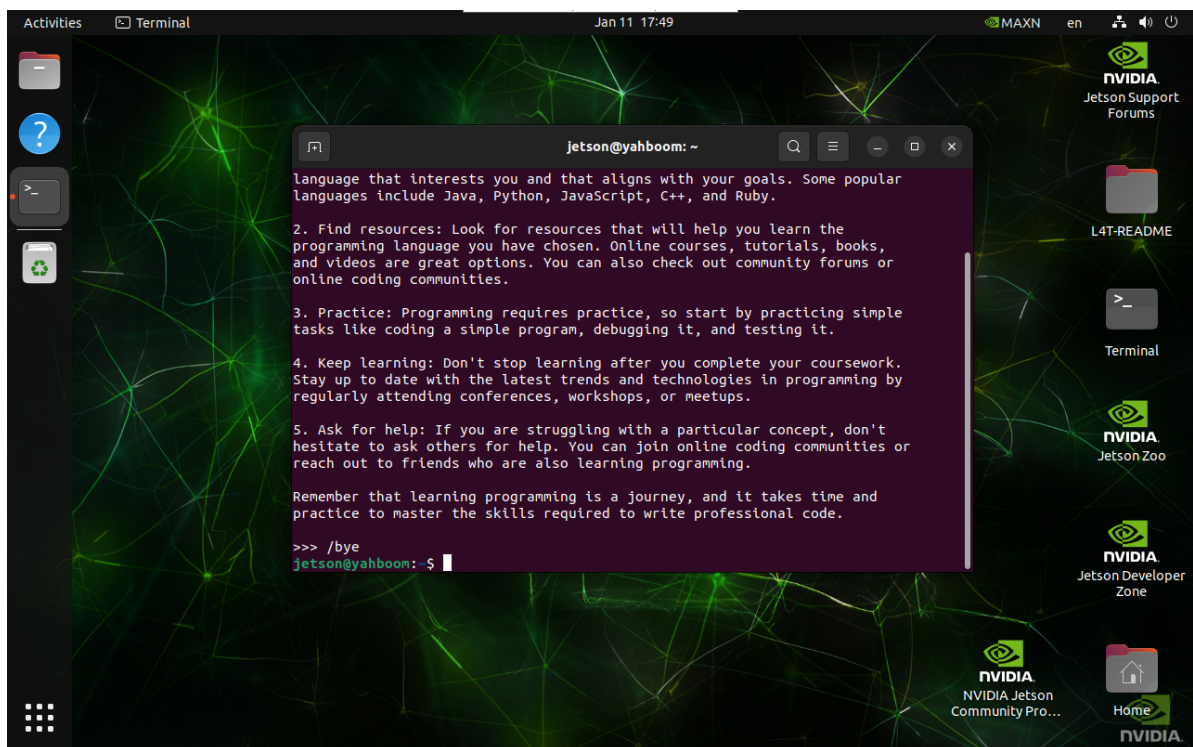 Activities
Terminal
Jan 11 17:49
MAXN
en
NVIDIA.
Jetson Support
Forums
jetson@yahboom: ~
language that interests you and that aligns with your goals. Some popular
languages include Java, Python, JavaScript, C++, and Ruby.
2. Find resources: Look for resources that will help you learn the
programming language you have chosen. Online courses, tutorials, books,
and videos are great options. You can also check out community forums or
online coding communities.
3. Practice: Programming requires practice, so start by practicing simple
tasks like coding a simple program, debugging it, and testing it.
4. Keep learning: Don't stop learning after you complete your coursework.
Stay up to date with the latest trends and technologies in programming by
regularly attending conferences, workshops, or meetups.
5. Ask for help: If you are struggling with a particular concept, don't
hesitate to ask others for help. You can join online coding communities or
reach out to friends who are also learning programming.
Remember that learning programming is a journey, and it takes time and
practice to master the skills required to write professional code.
>>> /bye
jetson@yahboom:~$
L4T-README
>_
Terminal
NVIDIA.
Jetson Zoo
NVIDIA.
Jetson Developer
Zone
NVIDIA.
NVIDIA Jetson
Community Pro...
Home
NVIDIA.